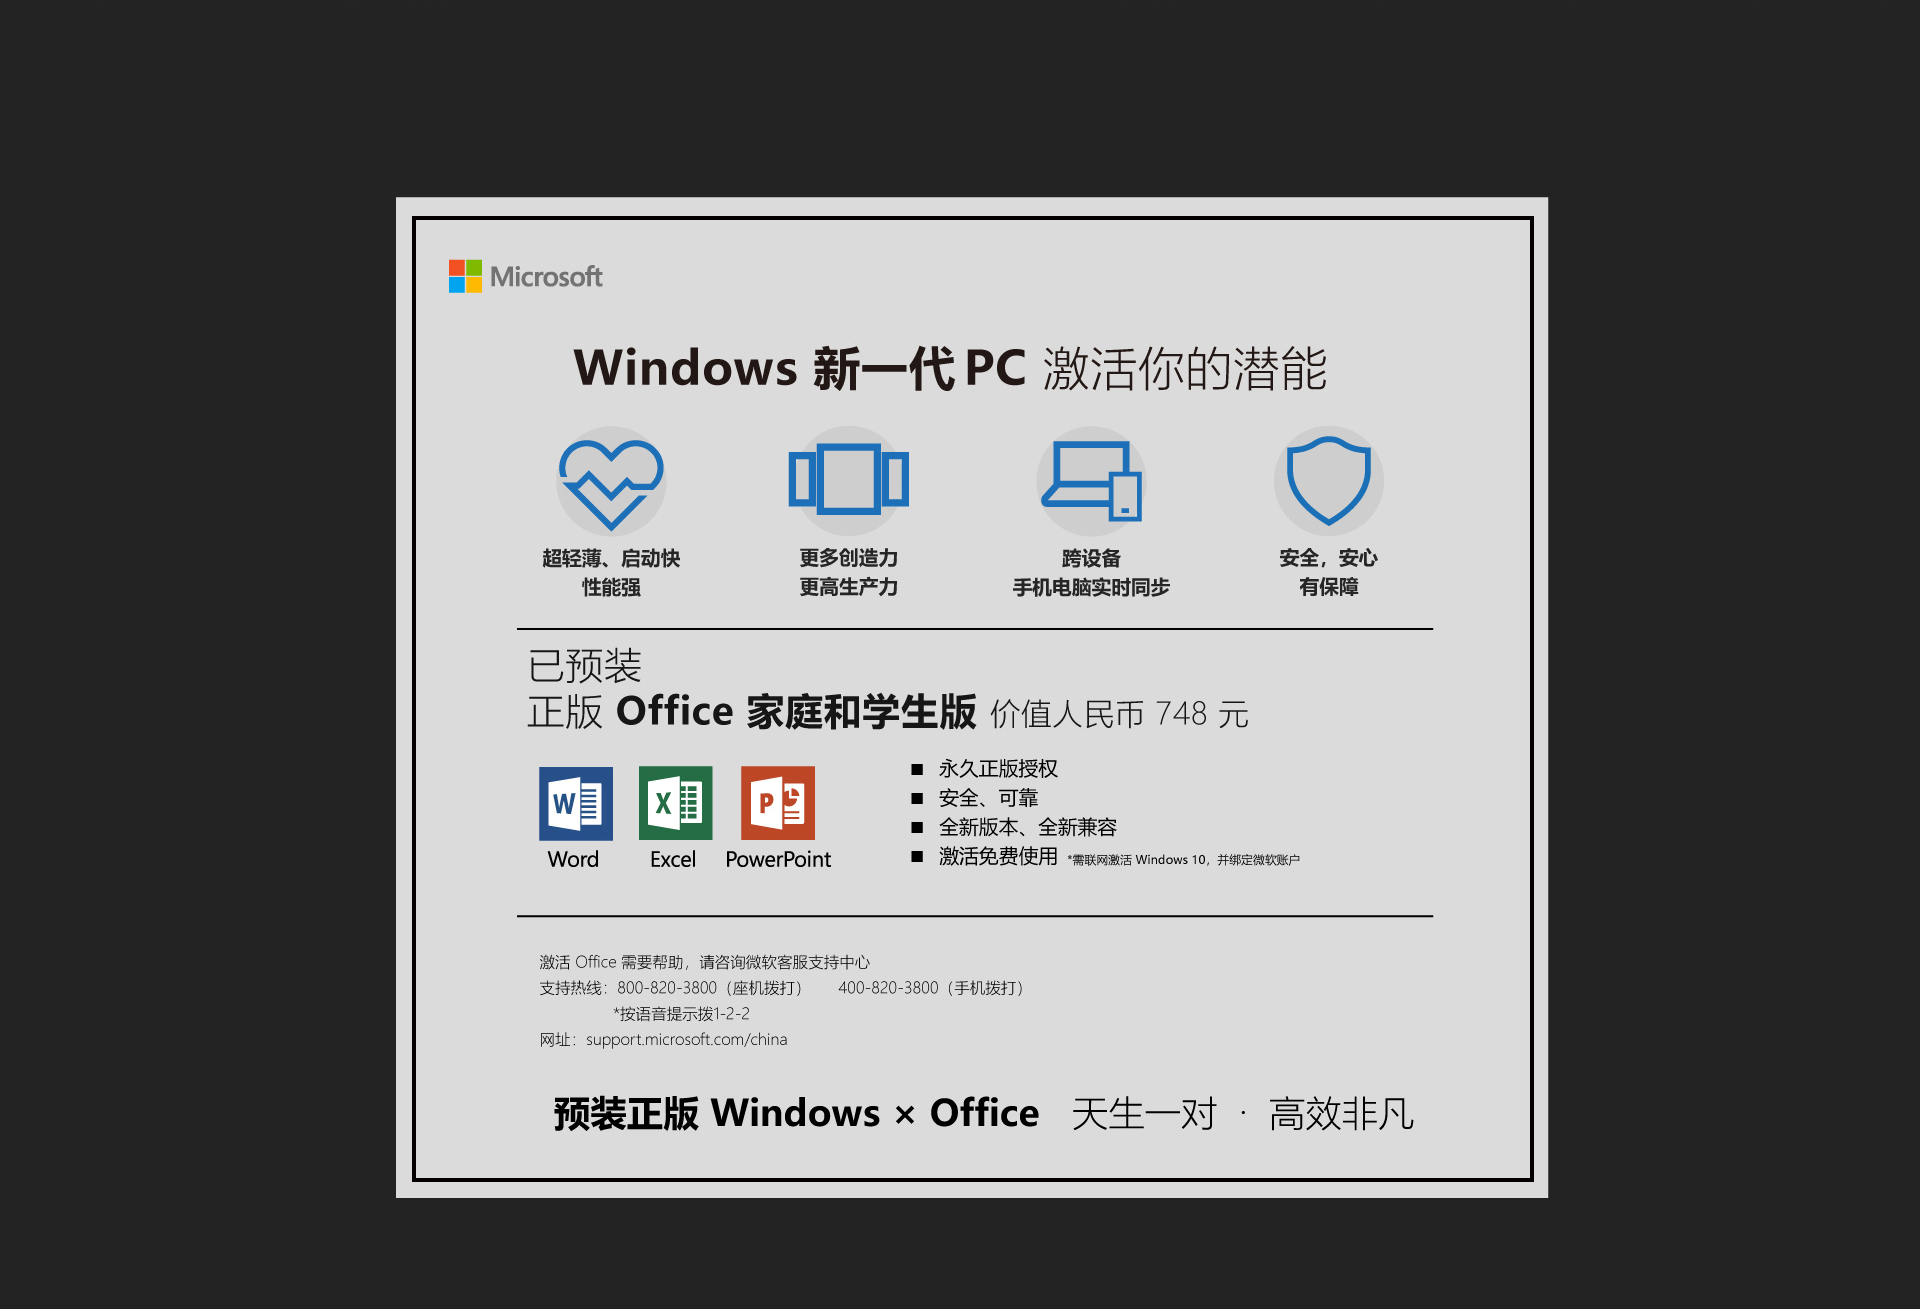 Microsoft
Windows 新一代 PC 激活你的潜能
超轻薄、启动快
性能强
更多创造力
更高生产力
跨设备
手机电脑实时同步
安全，安心
有保障
已预装
正版 Office 家庭和学生版 价值人民币 748 元
Word
Excel
PowerPoint
■ 永久正版授权
■ 安全、可靠
■ 全新版本、全新兼容
■ 激活免费使用 *需联网激活 Windows 10，并绑定微软账户
激活 Office 需要帮助，请咨询微软客服支持中心
支持热线：800-820-3800（座机拨打） 400-820-3800（手机拨打）
*按语音提示拨1-2-2
网址：support.microsoft.com/china
预装正版 Windows × Office 天生一对 · 高效非凡